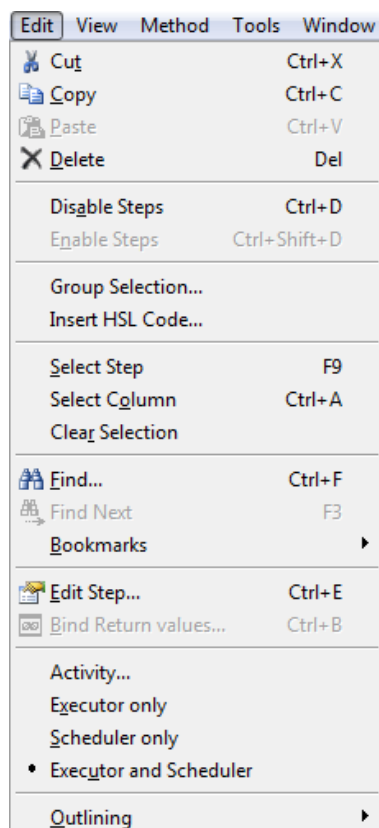 Edit View Method Tools Window
Cut Ctrl+X
Copy Ctrl+C
Paste Ctrl+V
Delete Del
Disable Steps Ctrl+D
Enable Steps Ctrl+Shift+D
Group Selection...
Insert HSL Code...
Select Step F9
Select Column Ctrl+A
Clear Selection
Find... Ctrl+F
Find Next F3
Bookmarks
Edit Step... Ctrl+E
Bind Return values... Ctrl+B
Activity...
Executor only
Scheduler only
Executor and Scheduler
Outlining